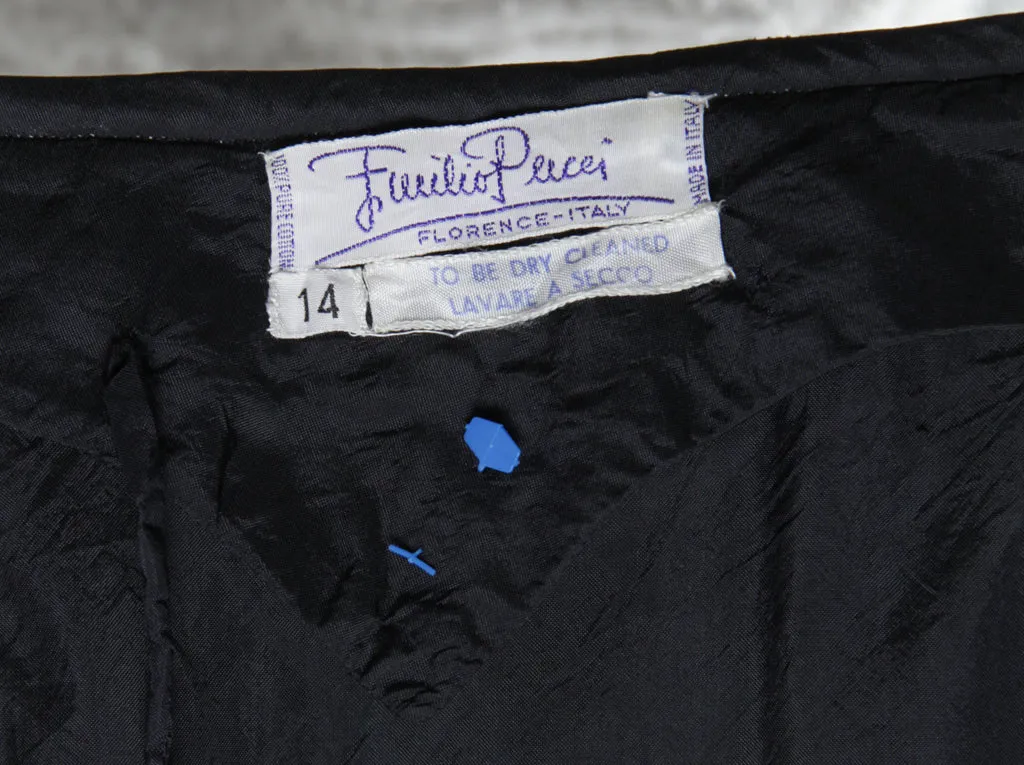 Emilio Pucci
FLORENCE-ITALY
100% PURE COTTON
MADE IN ITALY
14
TO BE DRY CLEANED
LAVARE A SECCO